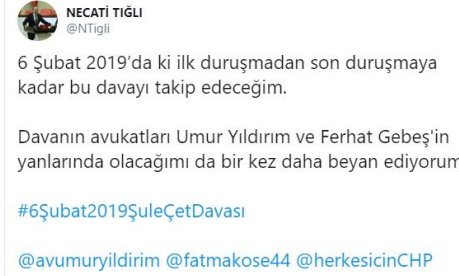 NECATİ TIĞLI
@NTigli
6 Şubat 2019'da ki ilk duruşmadan son duruşmaya
kadar bu davayı takip edeceğim.
Davanın avukatları Umur Yıldırım ve Ferhat Gebeş'in
yanlarında olacağımı da bir kez daha beyan ediyorum
#6Şubat2019ŞuleÇetDavası
@avumuryildirim @fatmakose44 @herkesicinCHP